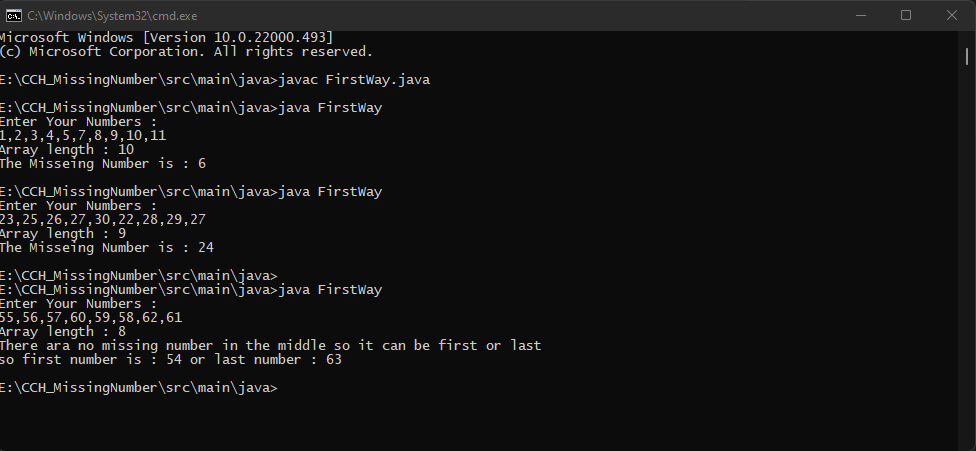 C:\Windows\System32\cmd.exe
Microsoft Windows [Version 10.0.22000.493]
(c) Microsoft Corporation. All rights reserved.
E:\CCH_MissingNumber\src\main\java>javac FirstWay.java
E:\CCH_MissingNumber\src\main\java>java FirstWay
Enter Your Numbers :
1,2,3,4,5,7,8,9,10,11
Array length : 10
The Misseing Number is : 6
E:\CCH_MissingNumber\src\main\java>java FirstWay
Enter Your Numbers :
23,25,26,27,30,22,28,29,27
Array length : 9
The Misseing Number is : 24
E:\CCH_MissingNumber\src\main\java>
E:\CCH_MissingNumber\src\main\java>java FirstWay
Enter Your Numbers :
55,56,57,60,59,58,62,61
Array length : 8
There ara no missing number in the middle so it can be first or last
so first number is : 54 or last number : 63
E:\CCH_MissingNumber\src\main\java>